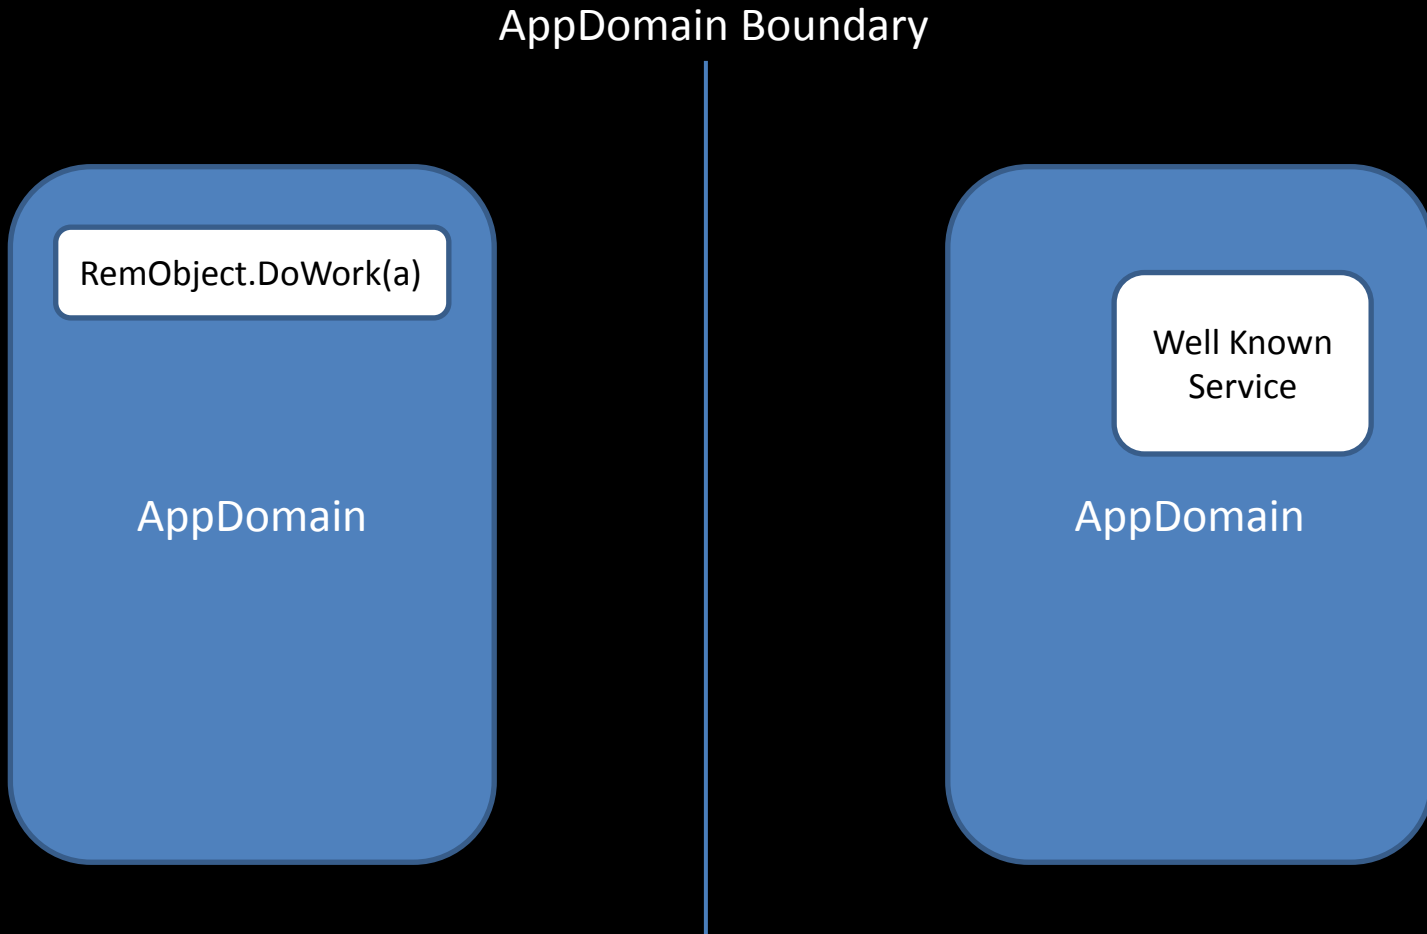 AppDomain Boundary
RemObject.DoWork(a)
AppDomain
Well Known
Service
AppDomain